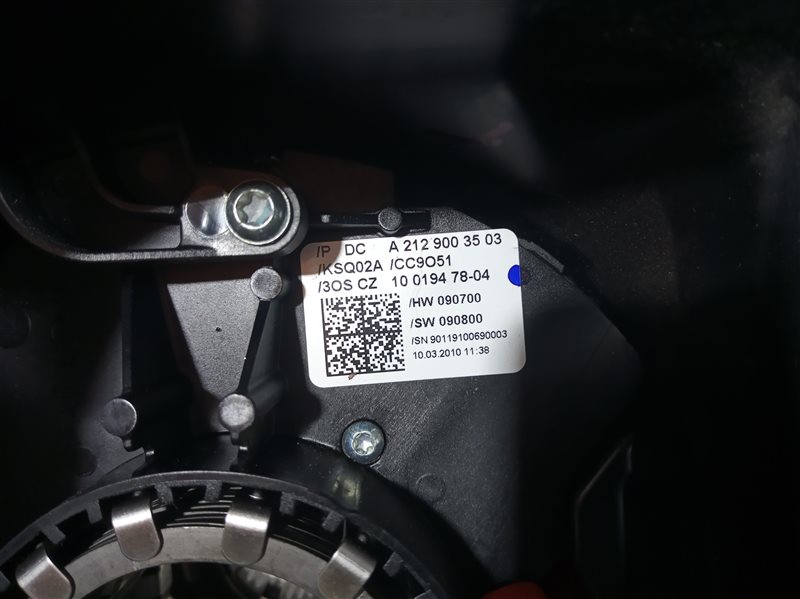 /P DC A 212 900 35 03
/KSQ02A /CC9O51
/3OS CZ 10 0194 78-04
/HW 090700
/SW 090800
/SN 90119100690003
10.03.2010 11:38